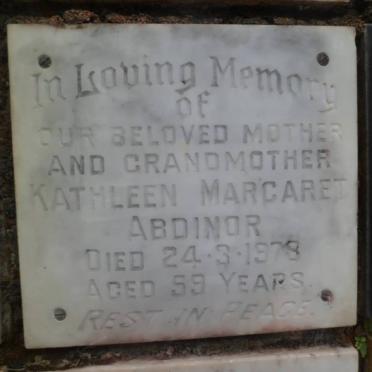 In Loving Memory
of
OUR BELOVED MOTHER
AND GRANDMOTHER
KATHLEEN MARGARET
ABDINOR
DIED 24·3·1978
AGED 59 YEARS.
REST IN PEACE.